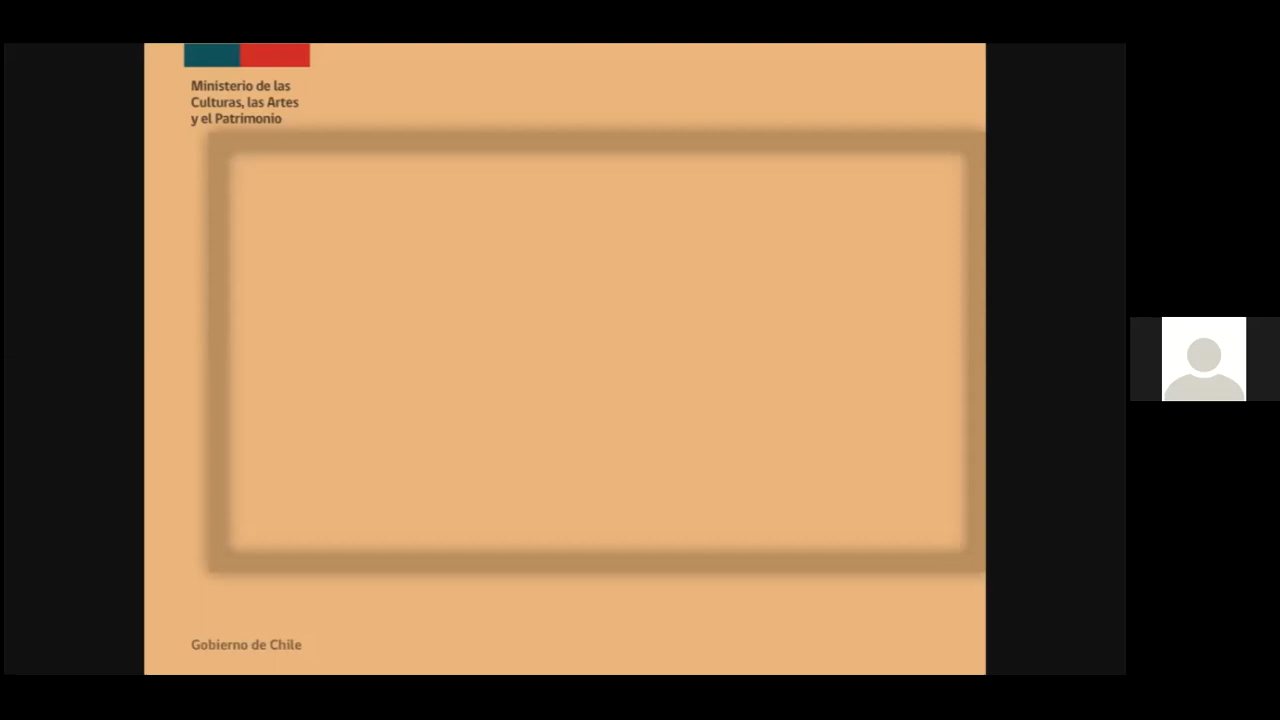 Ministerio de las
Culturas, las Artes
y el Patrimonio
Gobierno de Chile